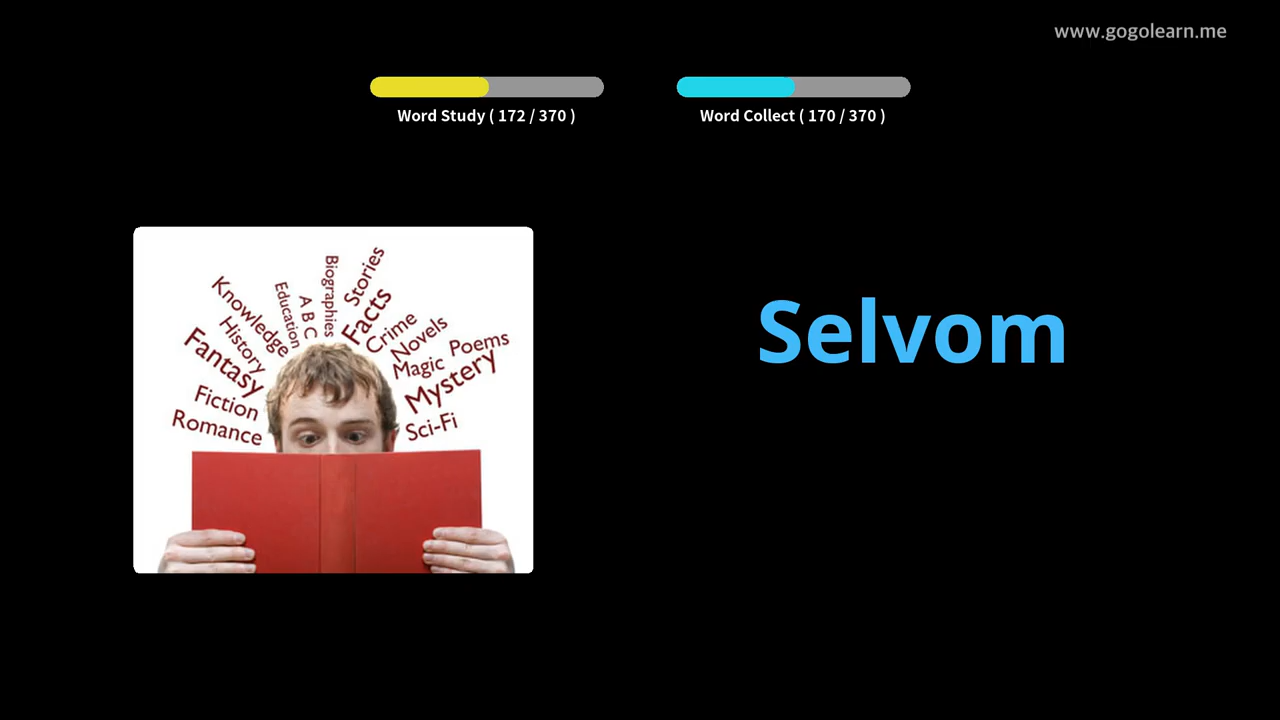 www.gogolearn.me
Word Study ( 172 / 370 )
Word Collect ( 170 / 370 )
Selvom
Biographies
Stories
Education
A B C
Facts
Knowledge
Crime
History
Novels
Fantasy
Magic
Poems
Mystery
Fiction
Romance
Sci-Fi